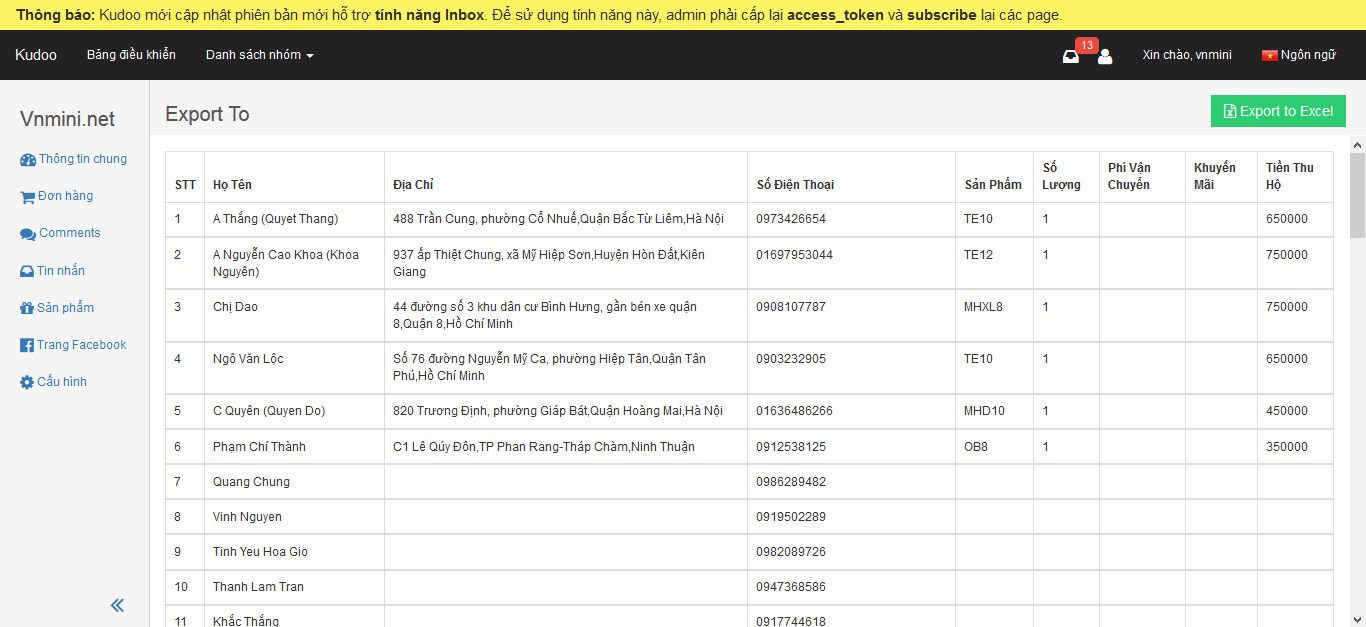 Thông báo: Kudoo mới cập nhật phiên bản mới hỗ trợ tính năng Inbox. Để sử dụng tính năng này, admin phải cấp lại access_token và subscribe lại các page.
Kudoo Bảng điều khiển Danh sách nhóm 13 Xin chào, vnmini Ngôn ngữ
Vnmini.net
Thông tin chung
Đơn hàng
Comments
Tin nhắn
Sản phẩm
Trang Facebook
Cấu hình
Export To
Export to Excel
STT Họ Tên Địa Chỉ Số Điện Thoại Sản Phẩm Số Lượng Phí Vận Chuyển Khuyến Mãi Tiền Thu Hộ
1 A Thắng (Quyet Thang) 488 Trần Cung, phường Cổ Nhuế,Quận Bắc Từ Liêm,Hà Nội 0973426654 TE10 1 650000
2 A Nguyễn Cao Khoa (Khoa Nguyên) 937 ấp Thiệt Chung, xã Mỹ Hiệp Sơn,Huyện Hòn Đất,Kiên Giang 01697953044 TE12 1 750000
3 Chị Dao 44 đường số 3 khu dân cư Bình Hưng, gần bén xe quận 8,Quận 8,Hồ Chí Minh 0908107787 MHXL8 1 750000
4 Ngô Văn Lộc Số 76 đường Nguyễn Mỹ Ca, phường Hiệp Tân,Quận Tân Phú,Hồ Chí Minh 0903232905 TE10 1 650000
5 C Quyên (Quyen Do) 820 Trương Định, phường Giáp Bát,Quận Hoàng Mai,Hà Nội 01636486266 MHD10 1 450000
6 Phạm Chí Thành C1 Lê Qúy Đôn,TP Phan Rang-Tháp Chàm,Ninh Thuận 0912538125 OB8 1 350000
7 Quang Chung 0986289482
8 Vinh Nguyen 0919502289
9 Tinh Yeu Hoa Gio 0982089726
10 Thanh Lam Tran 0947368586
11 Khắc Thắng 0917744618